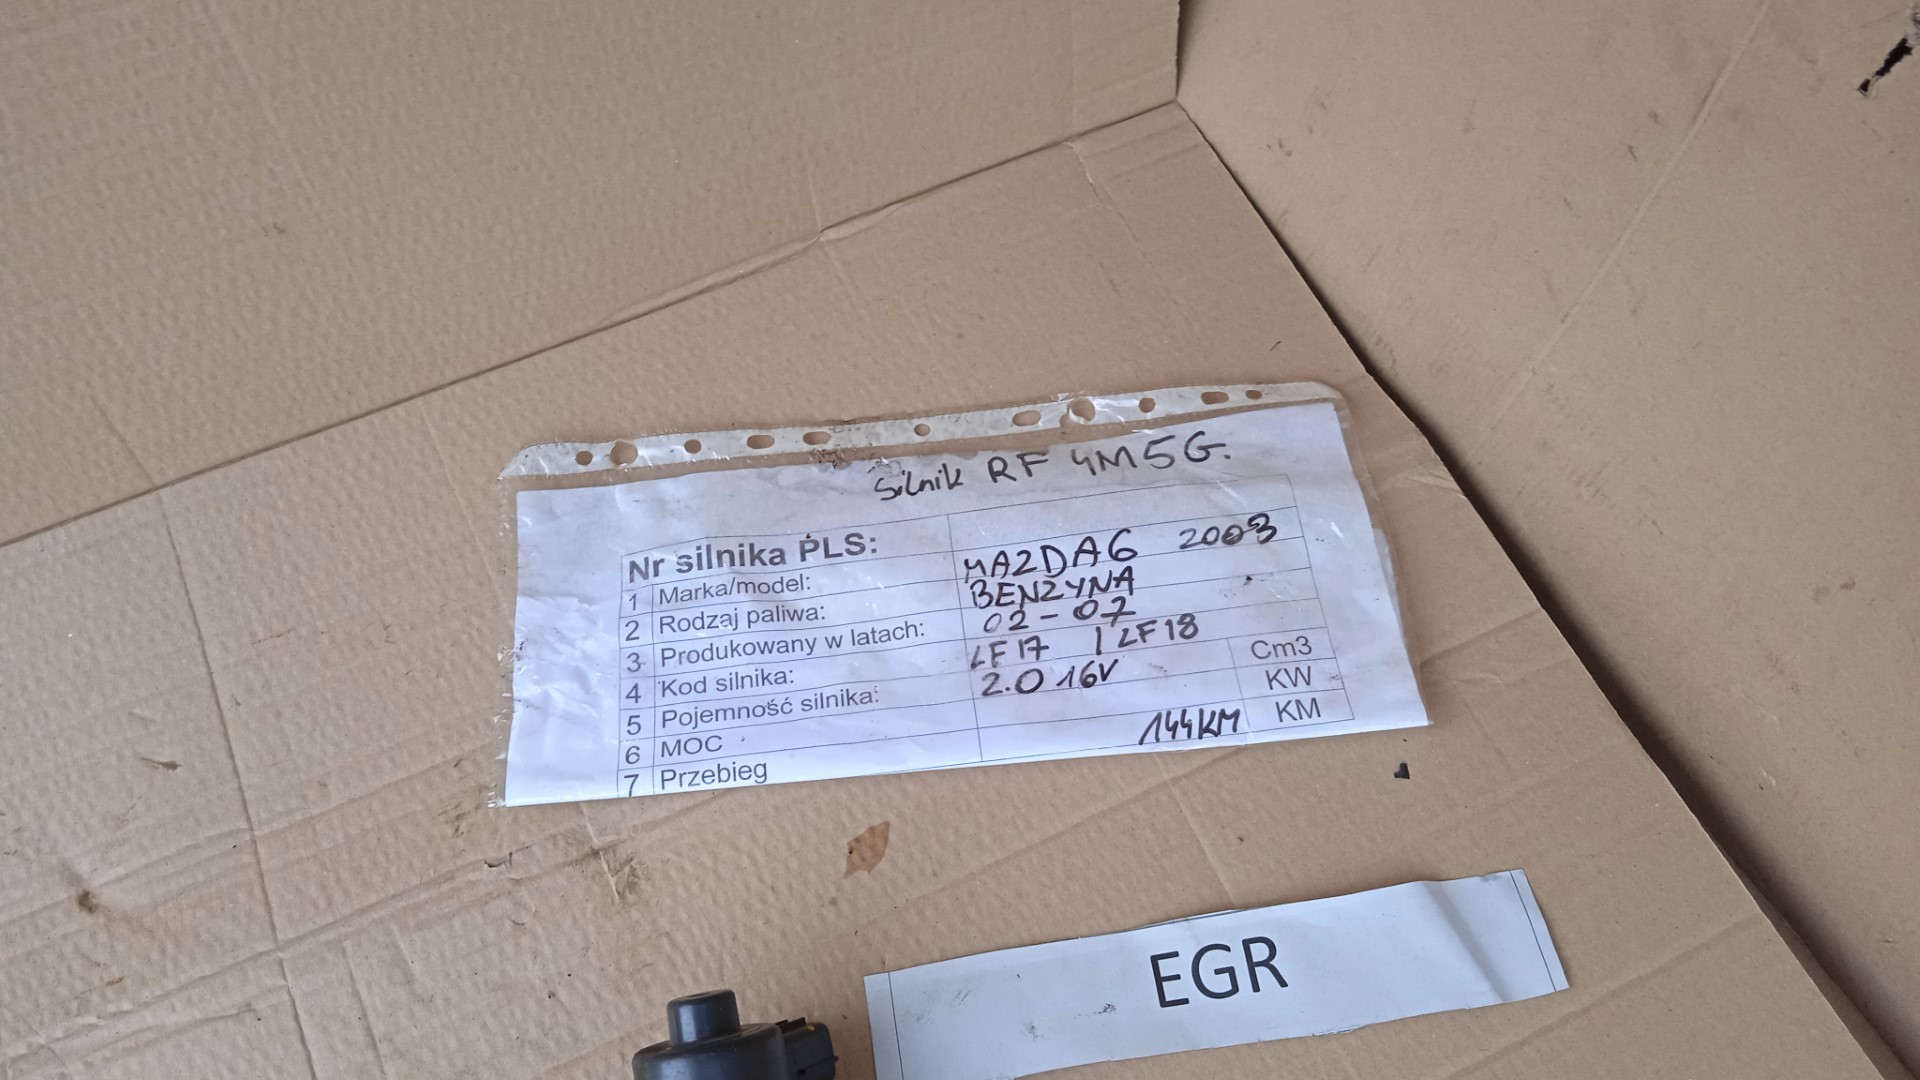 Silnik RF 4M5G.
Nr silnika PLS:
1 Marka/model: MAZDA6 2003
2 Rodzaj paliwa: BENZYNA
3 Produkowany w latach: 02-07
4 Kod silnika: LF17 / LF18
5 Pojemność silnika: 2.0 16V Cm3
6 MOC KW
7 Przebieg 144KM KM
EGR